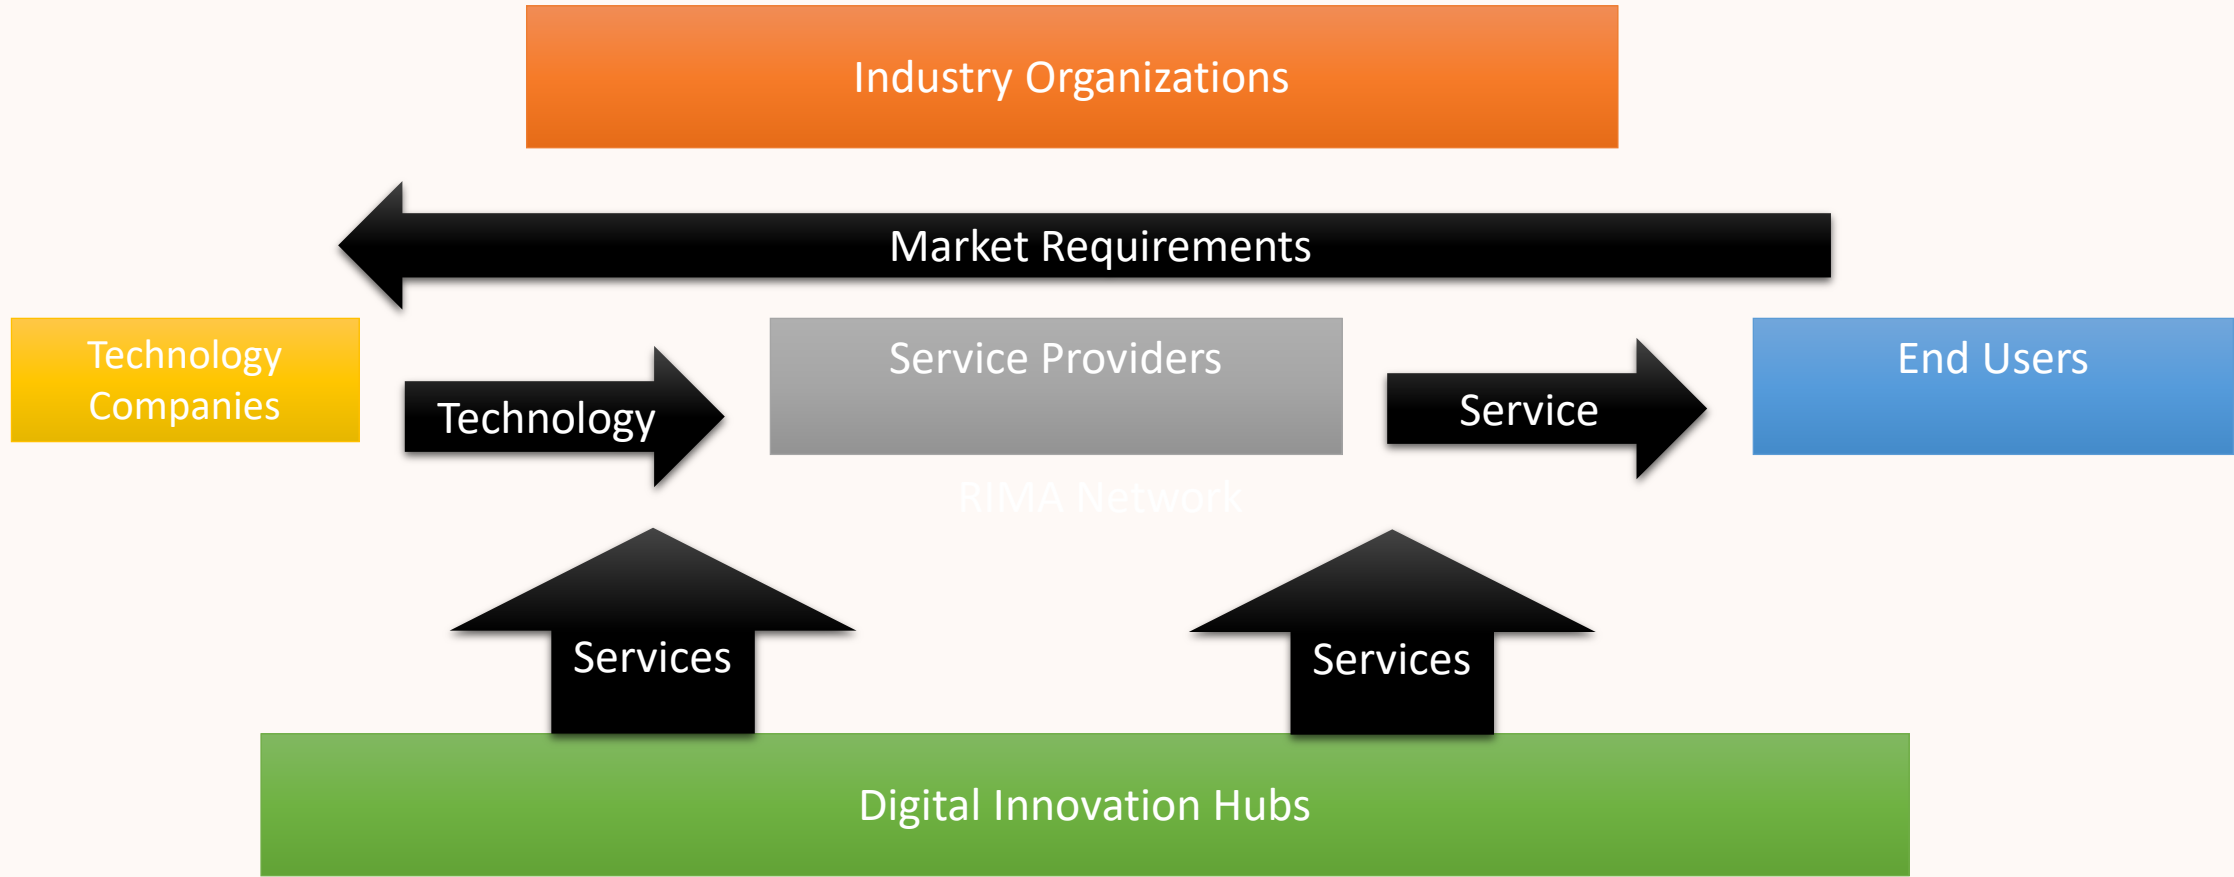 Industry Organizations
Market Requirements
Technology
Companies
Technology
Service Providers
Service
End Users
RIMA Network
Services
Services
Digital Innovation Hubs